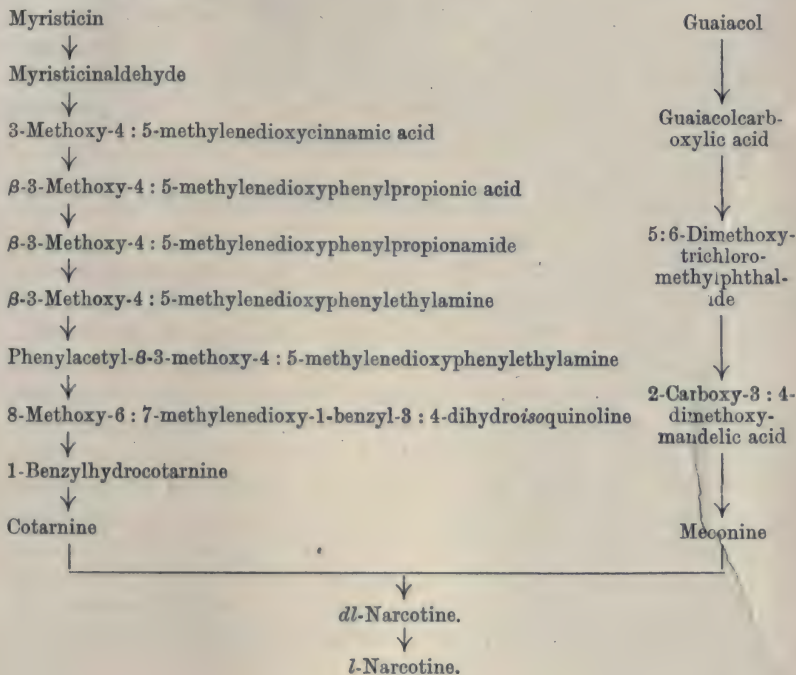 Myristicin
Myristicinaldehyde
3-Methoxy-4 : 5-methylenedioxycinnamic acid
β-3-Methoxy-4 : 5-methylenedioxyphenylpropionic acid
β-3-Methoxy-4 : 5-methylenedioxyphenylpropionamide
β-3-Methoxy-4 : 5-methylenedioxyphenylethylamine
Phenylacetyl-β-3-methoxy-4 : 5-methylenedioxyphenylethylamine
8-Methoxy-6 : 7-methylenedioxy-1-benzyl-3 : 4-dihydroisoquinoline
1-Benzylhydrocotarnine
Cotarnine
Guaiacol
Guaiacolcarb-
oxylic acid
5:6-Dimethoxy-
trichloro-
methylphthal-
ide
2-Carboxy-3 : 4-
dimethoxy-
mandelic acid
Meconine
dl-Narcotine.
l-Narcotine.